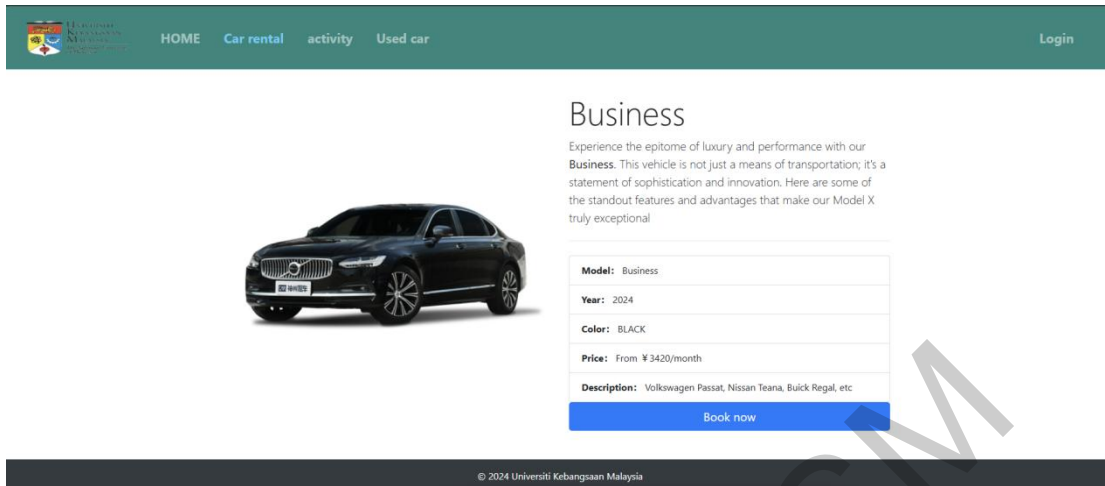 UNIVERSITI
KEBANGSAAN
MALAYSIA
HOME Car rental activity Used car Login
Business
Experience the epitome of luxury and performance with our
Business. This vehicle is not just a means of transportation; it's a
statement of sophistication and innovation. Here are some of
the standout features and advantages that make our Model X
truly exceptional
Model: Business
Year: 2024
Color: BLACK
Price: From ¥3420/month
Description: Volkswagen Passat, Nissan Teana, Buick Regal, etc
Book now
© 2024 Universiti Kebangsaan Malaysia